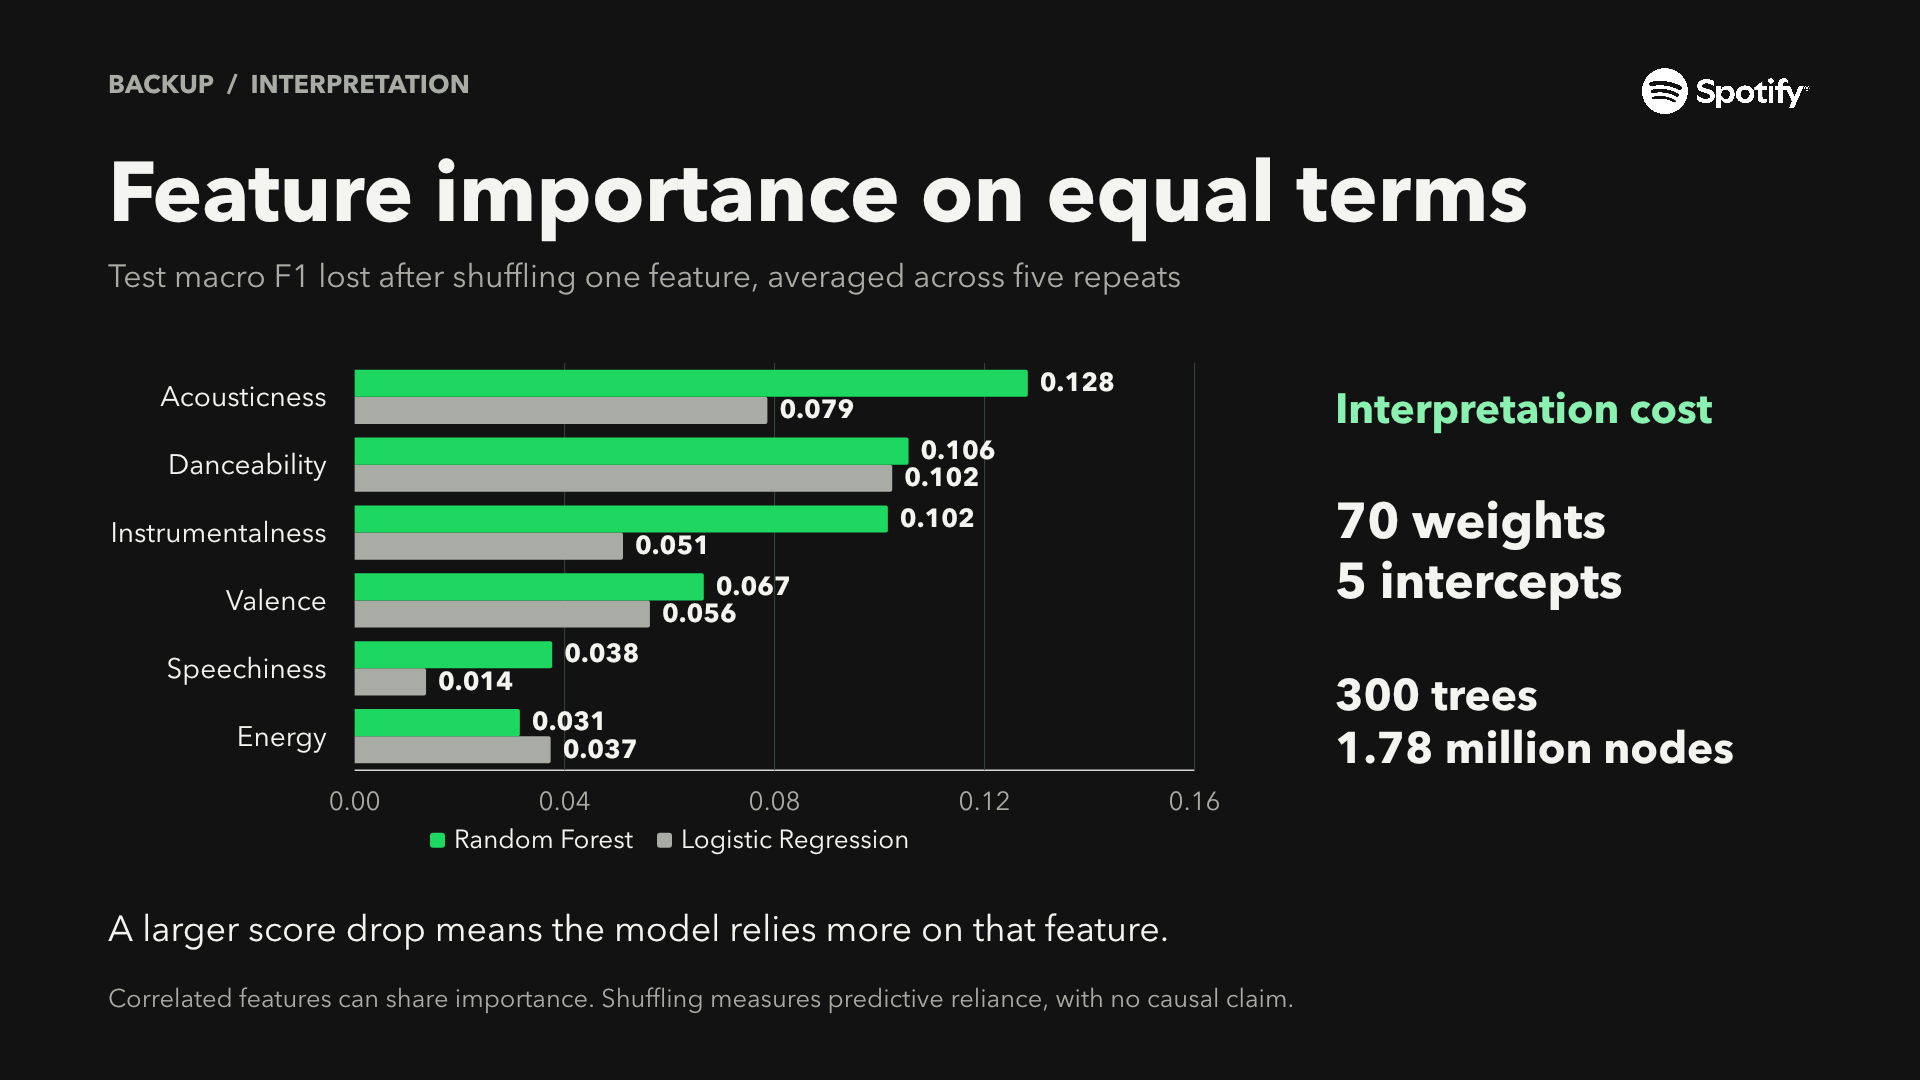 BACKUP / INTERPRETATION
Spotify
Feature importance on equal terms
Test macro F1 lost after shuffling one feature, averaged across five repeats
Acousticness
0.128
0.079
Danceability
0.106
0.102
Instrumentalness
0.102
0.051
Valence
0.067
0.056
Speechiness
0.038
0.014
Energy
0.031
0.037
0.00 0.04 0.08 0.12 0.16
Random Forest Logistic Regression
Interpretation cost
70 weights
5 intercepts
300 trees
1.78 million nodes
A larger score drop means the model relies more on that feature.
Correlated features can share importance. Shuffling measures predictive reliance, with no causal claim.